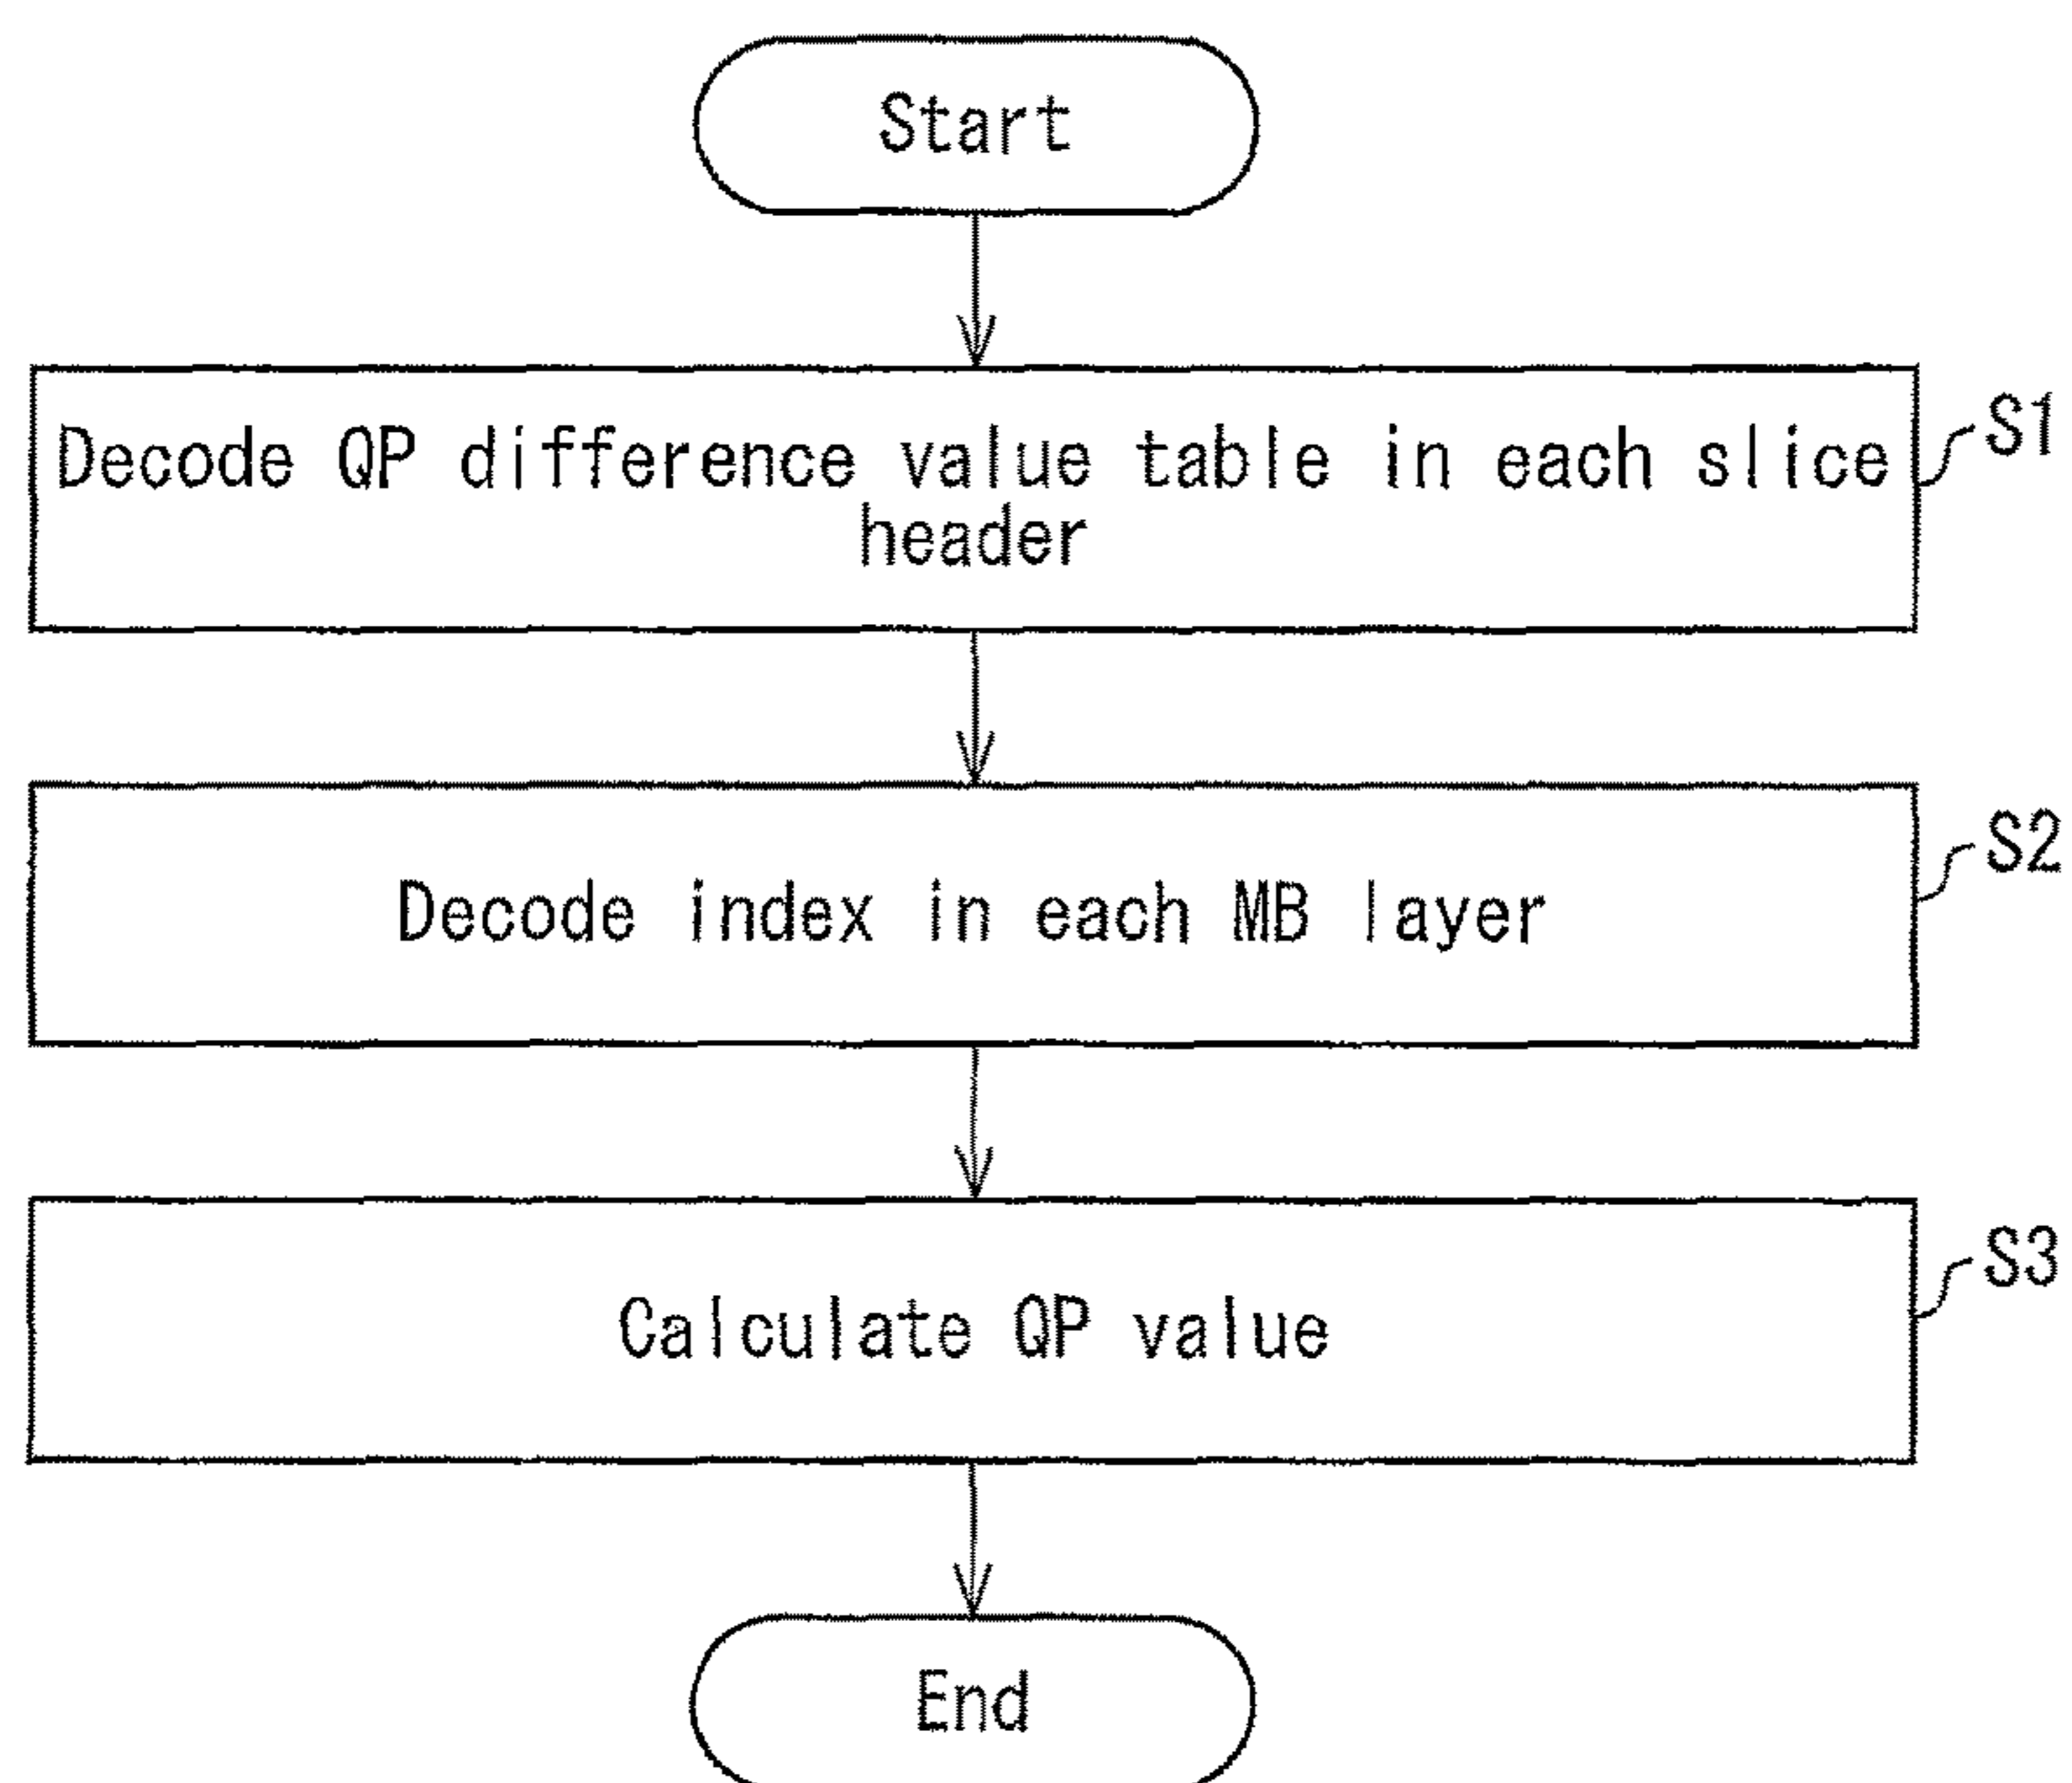 Start
Decode QP difference value table in each slice
header
S1
Decode index in each MB layer
S2
Calculate QP value
S3
End